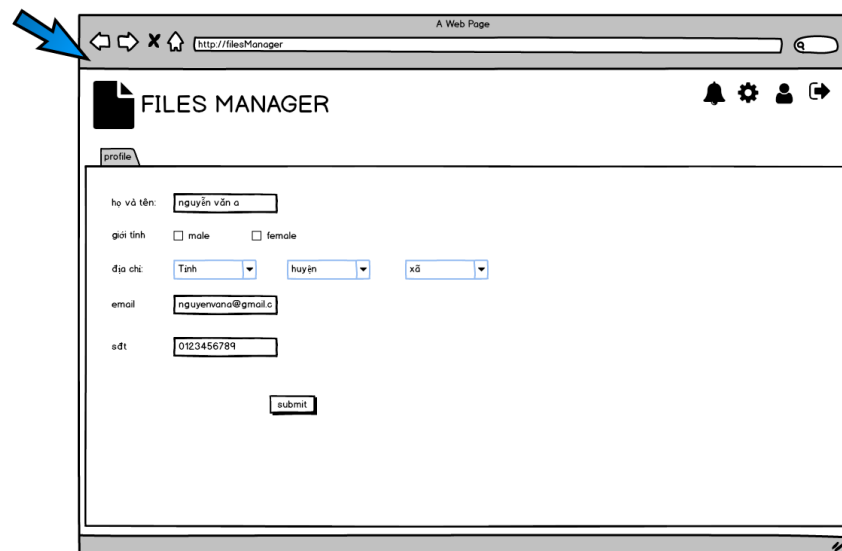 A Web Page
http://filesManager
FILES MANAGER
profile
họ và tên: nguyễn văn a
giới tính male female
địa chỉ: Tỉnh huyện xã
email nguyenvana@gmail.c
sđt 0123456789
submit